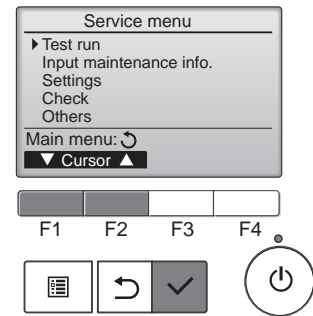 Service menu
Test run
Input maintenance info.
Settings
Check
Others
Main menu:
Cursor
F1 F2 F3 F4